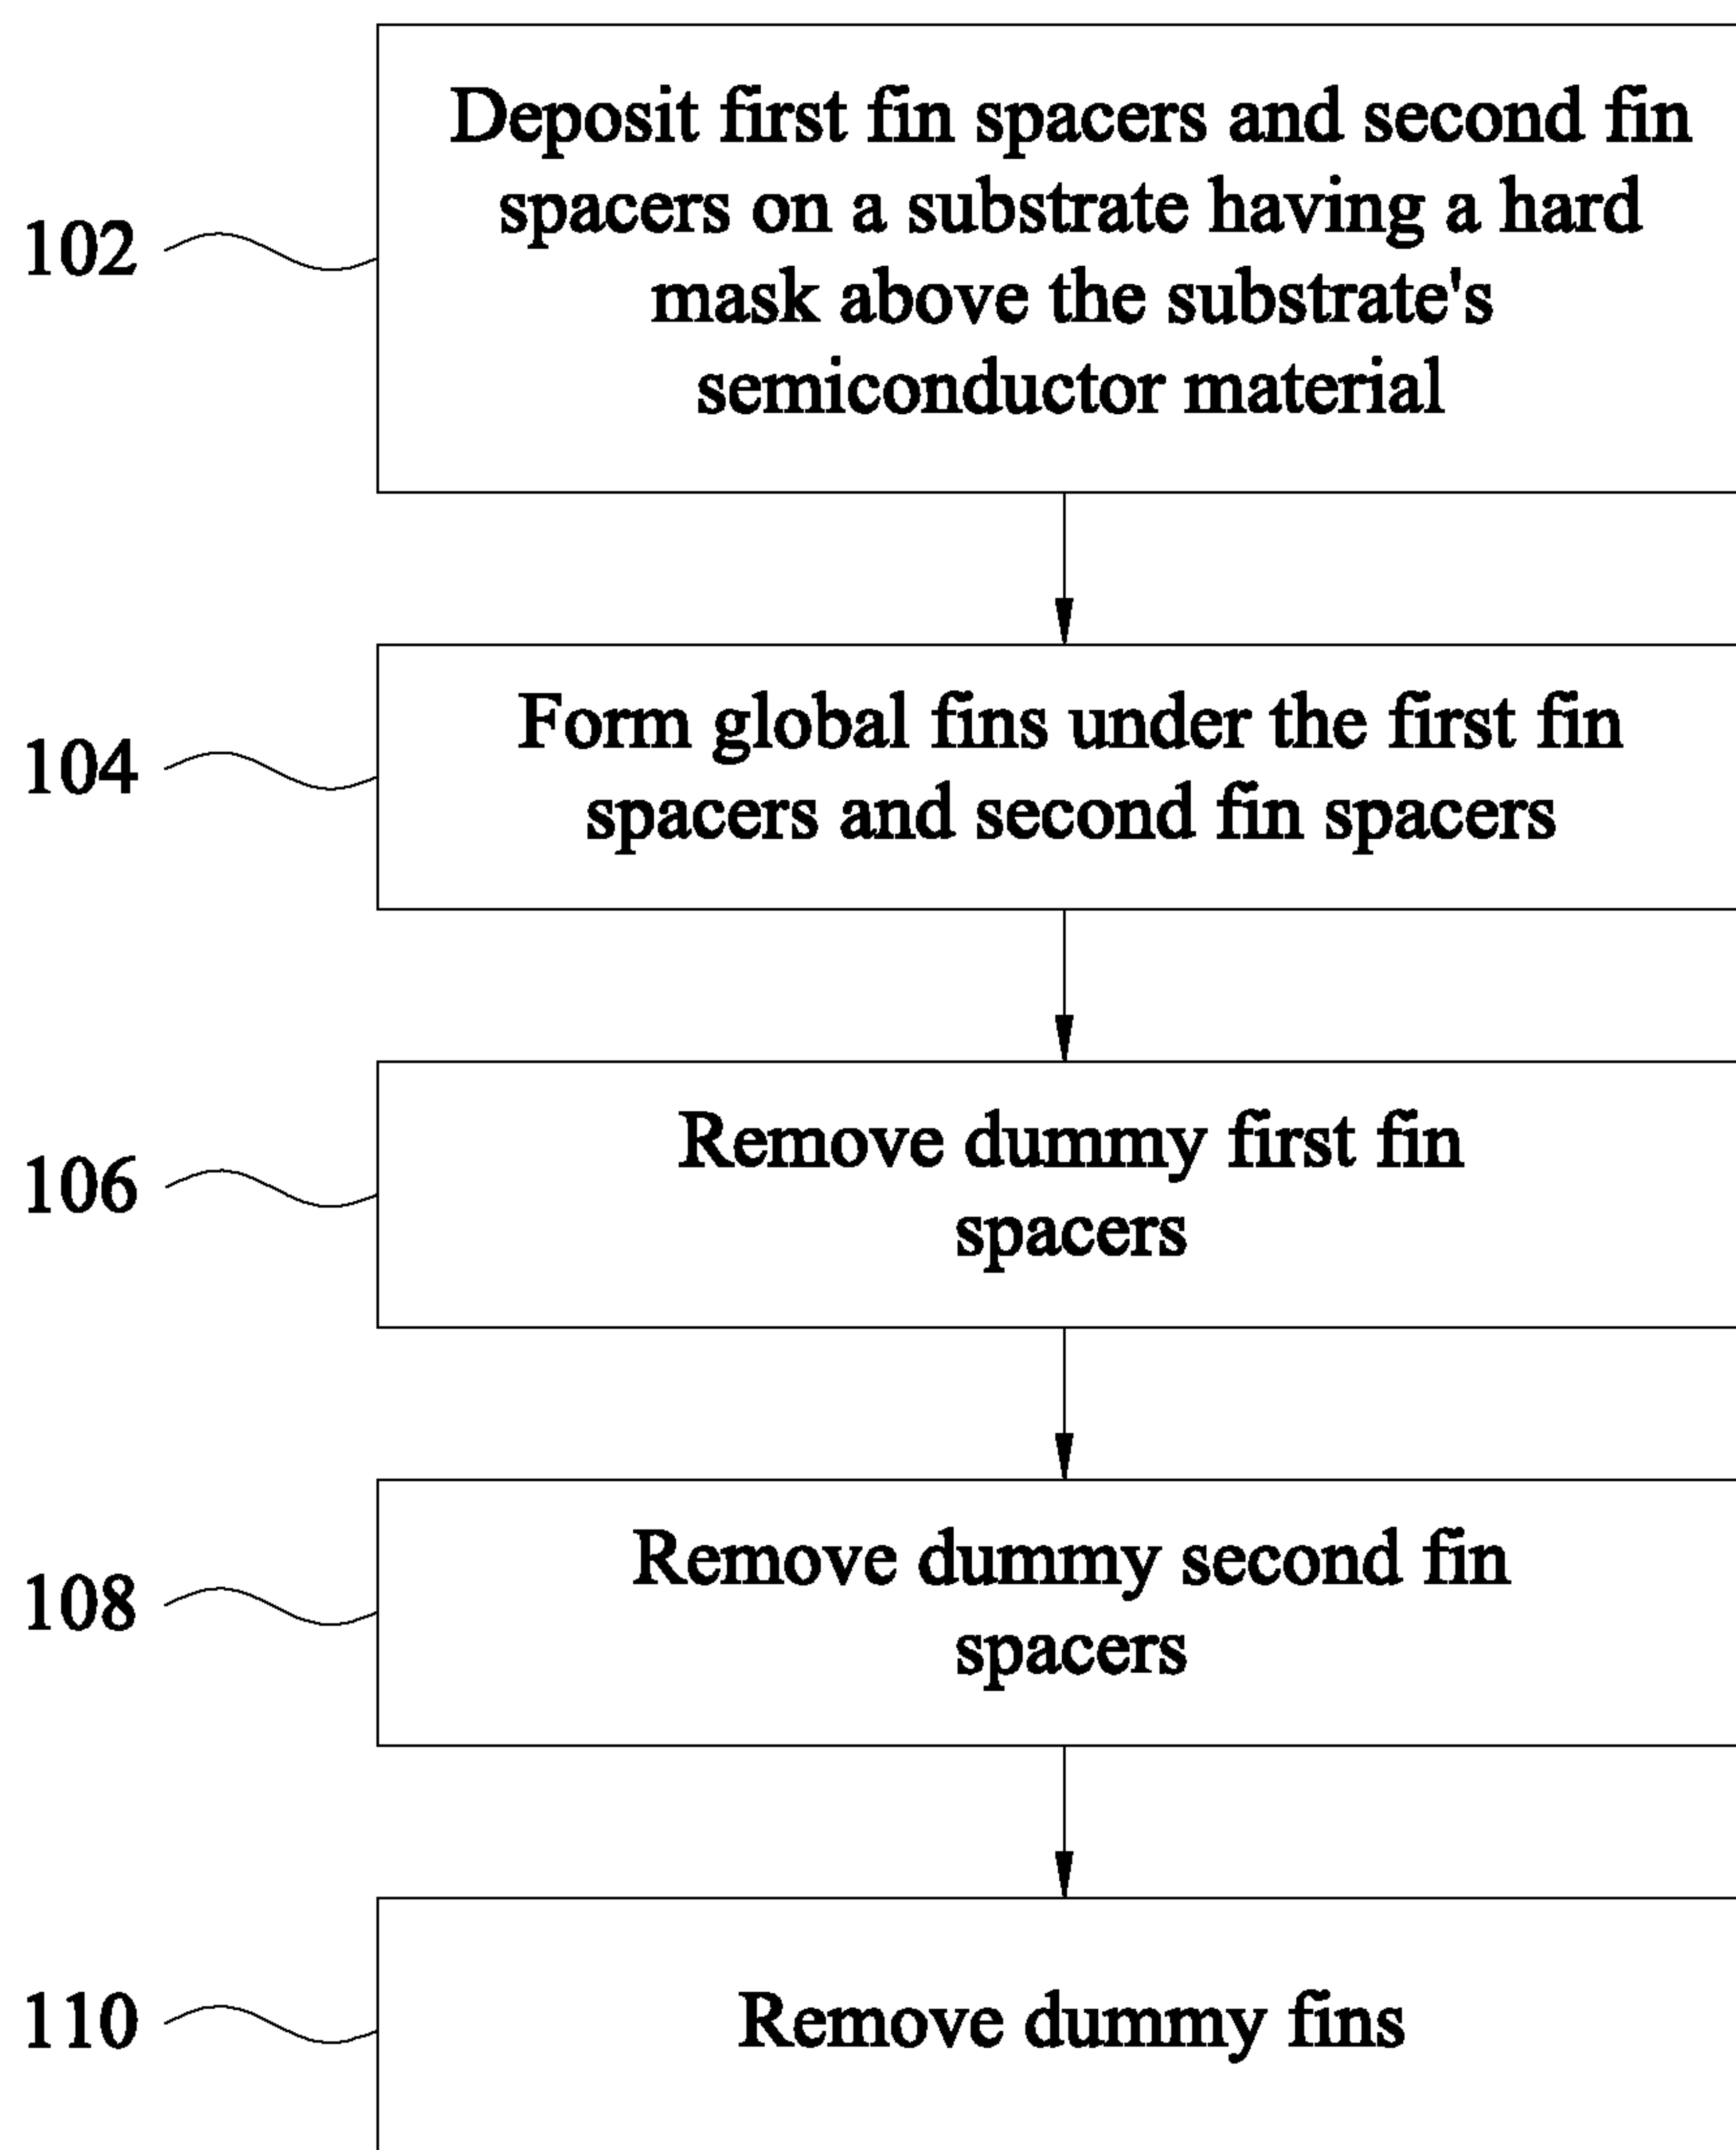 Deposit first fin spacers and second fin
spacers on a substrate having a hard
102
mask above the substrate's
semiconductor material
Form global fins under the first fin
104
spacers and second fin spacers
Remove dummy first fin
106
spacers
Remove dummy second fin
108
spacers
110
Remove dummy fins